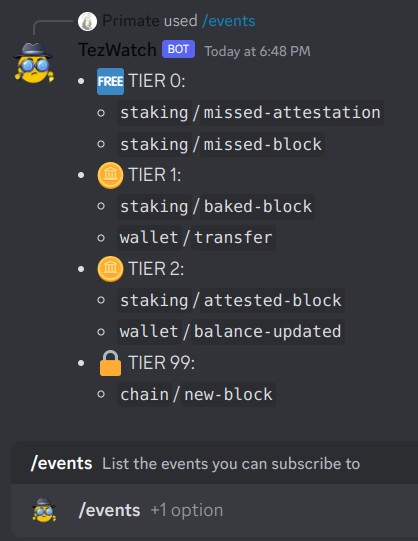 Primate used /events
TezWatch BOT Today at 6:48 PM
FREE TIER 0:
staking/missed-attestation
staking/missed-block
TIER 1:
staking/baked-block
wallet/transfer
TIER 2:
staking/attested-block
wallet/balance-updated
TIER 99:
chain/new-block
/events List the events you can subscribe to
/events +1 option